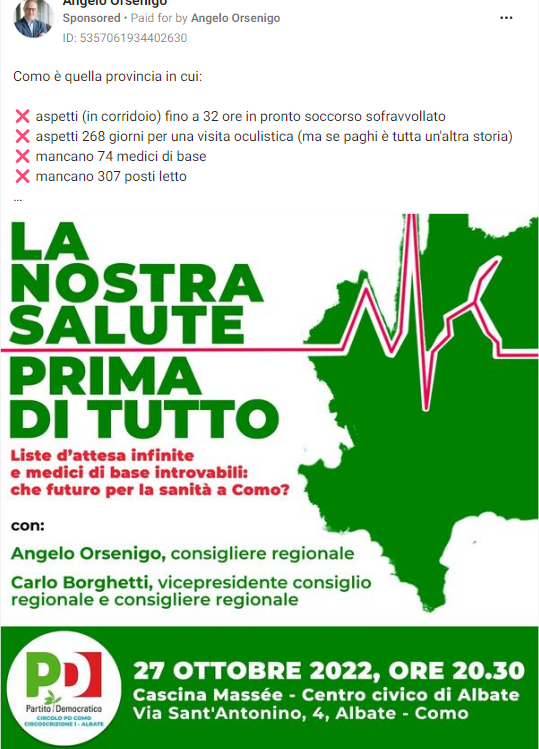 Angelo Orsenigo
Sponsored • Paid for by Angelo Orsenigo
ID: 5357061934402630
Como è quella provincia in cui:
❌ aspetti (in corridoio) fino a 32 ore in pronto soccorso sofravvollato
❌ aspetti 268 giorni per una visita oculistica (ma se paghi è tutta un'altra storia)
❌ mancano 74 medici di base
❌ mancano 307 posti letto
...
LA
NOSTRA
SALUTE
PRIMA
DI TUTTO
Liste d'attesa infinite
e medici di base introvabili:
che futuro per la sanità a Como?
con:
Angelo Orsenigo, consigliere regionale
Carlo Borghetti, vicepresidente consiglio
regionale e consigliere regionale
PD
Partito Democratico
CIRCOLO PD COMO
CIRCOSCRIZIONE 1 - ALBATE
27 OTTOBRE 2022, ORE 20.30
Cascina Massée - Centro civico di Albate
Via Sant'Antonino, 4, Albate - Como